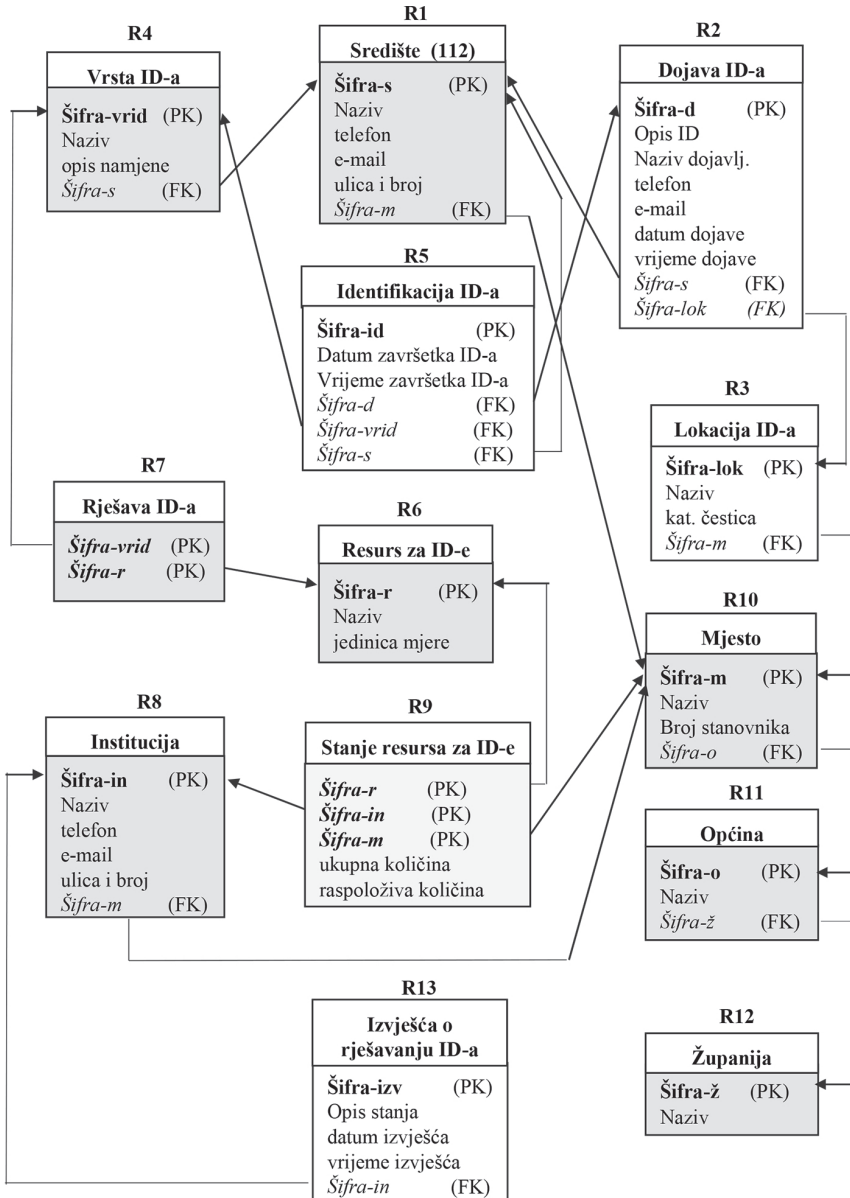 R4
Vrsta ID-a
Šifra-vrid (PK)
Naziv
opis namjene
Šifra-s (FK)
R1
Središte (112)
Šifra-s (PK)
Naziv
telefon
e-mail
ulica i broj
Šifra-m (FK)
R2
Dojava ID-a
Šifra-d (PK)
Opis ID
Naziv dojavlj.
telefon
e-mail
datum dojave
vrijeme dojave
Šifra-s (FK)
Šifra-lok (FK)
R5
Identifikacija ID-a
Šifra-id (PK)
Datum završetka ID-a
Vrijeme završetka ID-a
Šifra-d (FK)
Šifra-vrid (FK)
Šifra-s (FK)
R3
Lokacija ID-a
Šifra-lok (PK)
Naziv
kat. čestica
Šifra-m (FK)
R7
Rješava ID-a
Šifra-vrid (PK)
Šifra-r (PK)
R6
Resurs za ID-e
Šifra-r (PK)
Naziv
jedinica mjere
R10
Mjesto
Šifra-m (PK)
Naziv
Broj stanovnika
Šifra-o (FK)
R8
Institucija
Šifra-in (PK)
Naziv
telefon
e-mail
ulica i broj
Šifra-m (FK)
R9
Stanje resursa za ID-e
Šifra-r (PK)
Šifra-in (PK)
Šifra-m (PK)
ukupna količina
raspoloživa količina
R11
Općina
Šifra-o (PK)
Naziv
Šifra-ž (FK)
R13
Izvješća o
rješavanju ID-a
Šifra-izv (PK)
Opis stanja
datum izvješća
vrijeme izvješća
Šifra-in (FK)
R12
Županija
Šifra-ž (PK)
Naziv